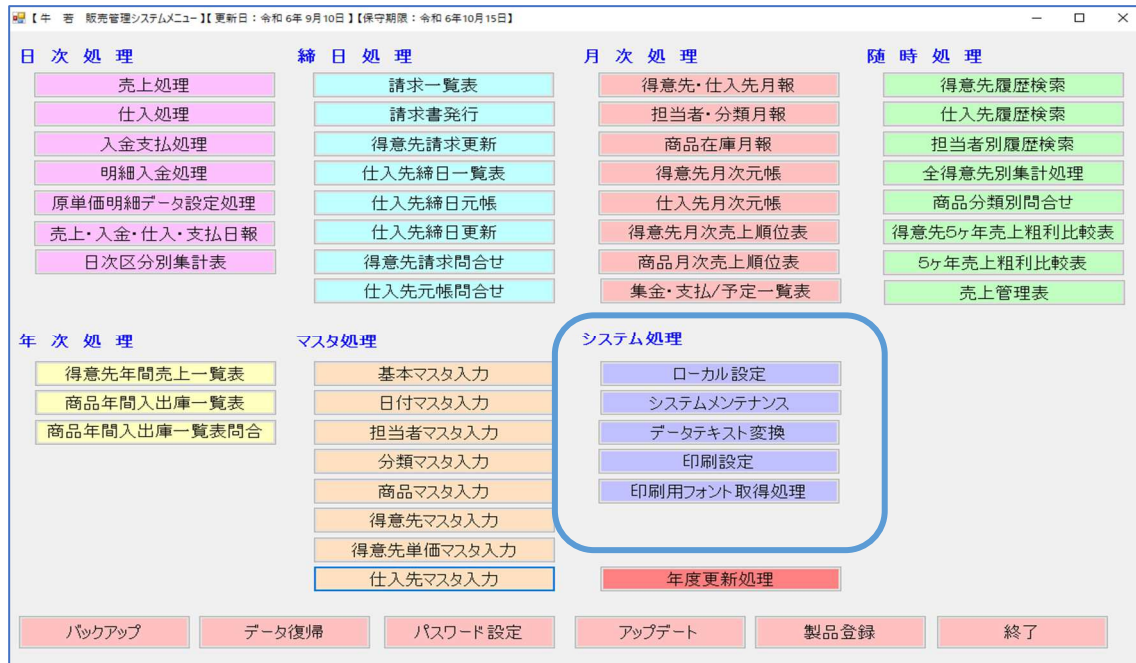 【 牛　若　販売管理システムメニュー 】【 更新日：令和 6年 9月10日 】【保守期限：令和 6年10月15日】
日 次 処 理
売上処理
仕入処理
入金支払処理
明細入金処理
原単価明細データ設定処理
売上・入金・仕入・支払日報
日次区分別集計表
締 日 処 理
請求一覧表
請求書発行
得意先請求更新
仕入先締日一覧表
仕入先締日元帳
仕入先締日更新
得意先請求問合せ
仕入先元帳問合せ
月 次 処 理
得意先・仕入先月報
担当者・分類月報
商品在庫月報
得意先月次元帳
仕入先月次元帳
得意先月次売上順位表
商品月次売上順位表
集金・支払/予定一覧表
随 時 処 理
得意先履歴検索
仕入先履歴検索
担当者別履歴検索
全得意先別集計処理
商品分類別問合せ
得意先5ヶ年売上粗利比較表
5ヶ年売上粗利比較表
売上管理表
年 次 処 理
得意先年間売上一覧表
商品年間入出庫一覧表
商品年間入出庫一覧表問合
マスタ処理
基本マスタ入力
日付マスタ入力
担当者マスタ入力
分類マスタ入力
商品マスタ入力
得意先マスタ入力
得意先単価マスタ入力
仕入先マスタ入力
システム処理
ローカル設定
システムメンテナンス
データテキスト変換
印刷設定
印刷用フォント取得処理
年度更新処理
バックアップ
データ復帰
パスワード設定
アップデート
製品登録
終了